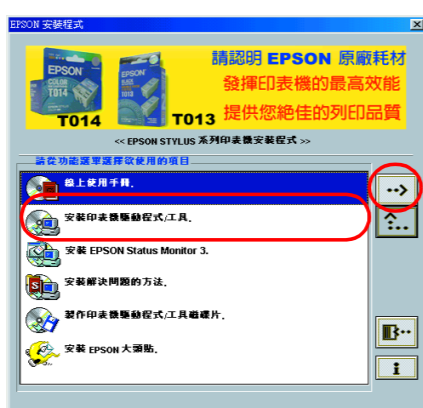 EPSON 安裝程式
請認明 EPSON 原廠耗材
發揮印表機的最高效能
提供您絕佳的列印品質
EPSON
COLOR
T014
EPSON
BLACK
T013
T014
T013
<< EPSON STYLUS 系列印表機安裝程式 >>
請從功能選單選擇欲使用的項目
線上使用手冊.
安裝印表機驅動程式/工具.
安裝 EPSON Status Monitor 3.
安裝解決問題的方法.
製作印表機驅動程式/工具磁碟片.
安裝 EPSON 大頭貼.